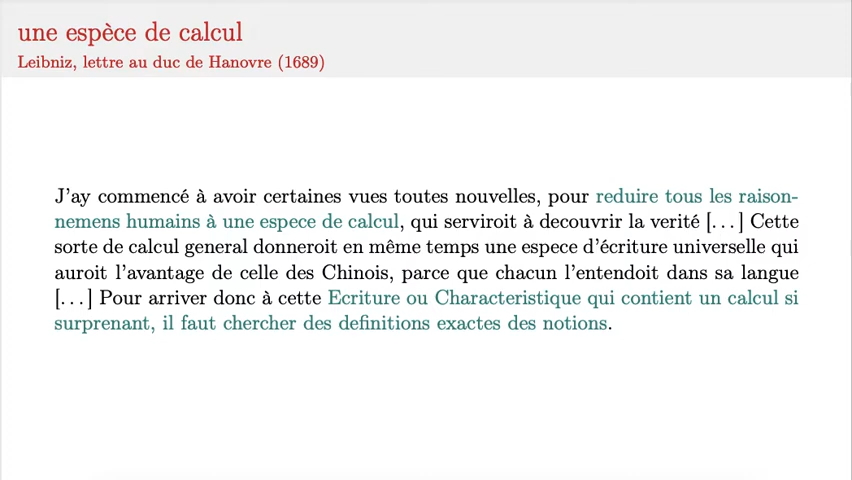 une espèce de calcul
Leibniz, lettre au duc de Hanovre (1689)
J'ay commencé à avoir certaines vues toutes nouvelles, pour reduire tous les raison-
nemens humains à une espece de calcul, qui serviroit à decouvrir la verité [...] Cette
sorte de calcul general donneroit en même temps une espece d'écriture universelle qui
auroit l'avantage de celle des Chinois, parce que chacun l'entendoit dans sa langue
[...] Pour arriver donc à cette Ecriture ou Characteristique qui contient un calcul si
surprenant, il faut chercher des definitions exactes des notions.